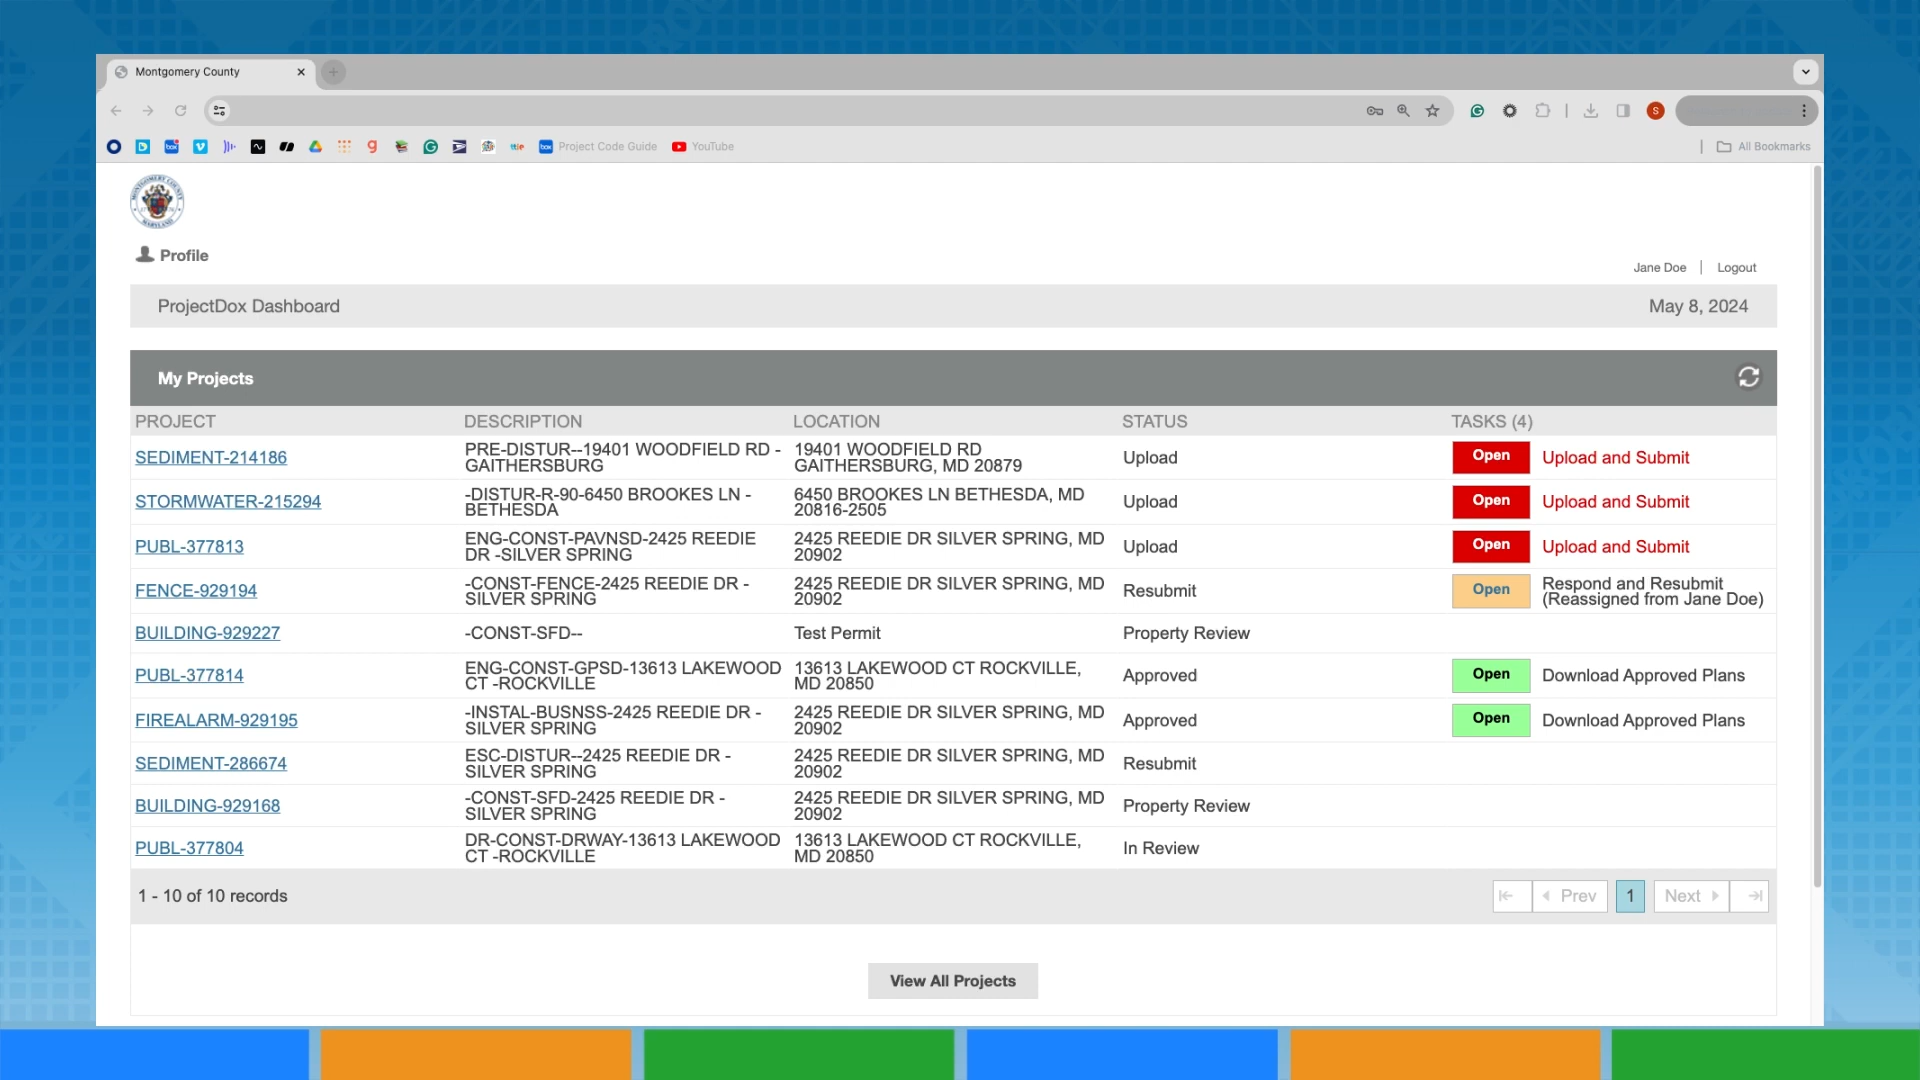 Montgomery County
Project Code Guide
YouTube
All Bookmarks
Profile
Jane Doe | Logout
ProjectDox Dashboard
May 8, 2024
My Projects
PROJECT DESCRIPTION LOCATION STATUS TASKS (4)
SEDIMENT-214186
PRE-DISTUR--19401 WOODFIELD RD -
GAITHERSBURG
19401 WOODFIELD RD
GAITHERSBURG, MD 20879
Upload
Open
Upload and Submit
STORMWATER-215294
-DISTUR-R-90-6450 BROOKES LN -
BETHESDA
6450 BROOKES LN BETHESDA, MD
20816-2505
Upload
Open
Upload and Submit
PUBL-377813
ENG-CONST-PAVNSD-2425 REEDIE
DR -SILVER SPRING
2425 REEDIE DR SILVER SPRING, MD
20902
Upload
Open
Upload and Submit
FENCE-929194
-CONST-FENCE-2425 REEDIE DR -
SILVER SPRING
2425 REEDIE DR SILVER SPRING, MD
20902
Resubmit
Open
Respond and Resubmit
(Reassigned from Jane Doe)
BUILDING-929227
-CONST-SFD--
Test Permit
Property Review
PUBL-377814
ENG-CONST-GPSD-13613 LAKEWOOD
CT -ROCKVILLE
13613 LAKEWOOD CT ROCKVILLE,
MD 20850
Approved
Open
Download Approved Plans
FIREALARM-929195
-INSTAL-BUSNSS-2425 REEDIE DR -
SILVER SPRING
2425 REEDIE DR SILVER SPRING, MD
20902
Approved
Open
Download Approved Plans
SEDIMENT-286674
ESC-DISTUR--2425 REEDIE DR -
SILVER SPRING
2425 REEDIE DR SILVER SPRING, MD
20902
Resubmit
BUILDING-929168
-CONST-SFD-2425 REEDIE DR -
SILVER SPRING
2425 REEDIE DR SILVER SPRING, MD
20902
Property Review
PUBL-377804
DR-CONST-DRWAY-13613 LAKEWOOD
CT -ROCKVILLE
13613 LAKEWOOD CT ROCKVILLE,
MD 20850
In Review
1 - 10 of 10 records
Prev 1 Next
View All Projects